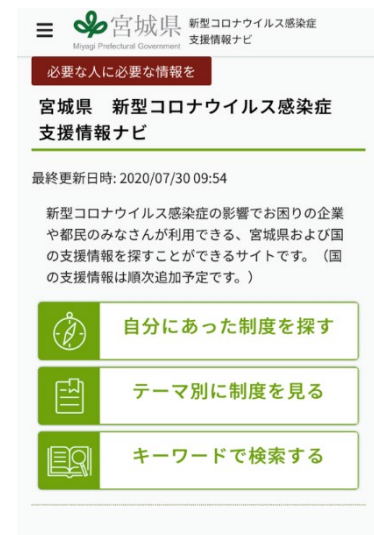 宮城県 新型コロナウイルス感染症
Miyagi Prefectural Government 支援情報ナビ
必要な人に必要な情報を
宮城県　新型コロナウイルス感染症
支援情報ナビ
最終更新日時: 2020/07/30 09:54
新型コロナウイルス感染症の影響でお困りの企業
や都民のみなさんが利用できる、宮城県および国
の支援情報を探すことができるサイトです。（国
の支援情報は順次追加予定です。）
自分にあった制度を探す
テーマ別に制度を見る
キーワードで検索する